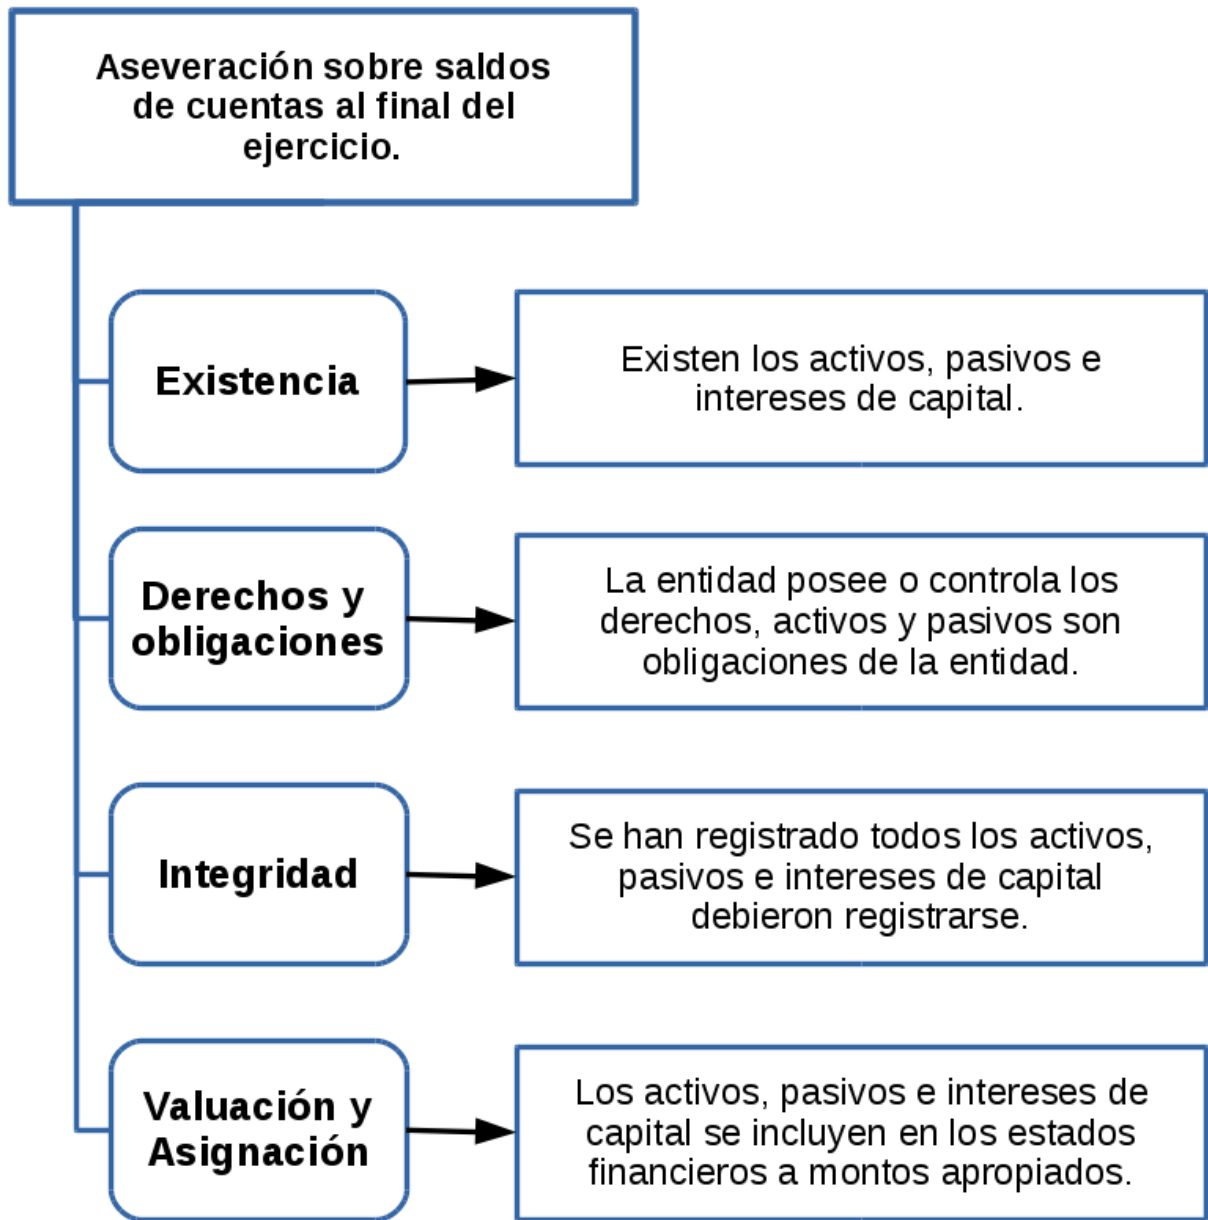 Aseveración sobre saldos
de cuentas al final del
ejercicio.
Existencia
Existen los activos, pasivos e
intereses de capital.
Derechos y
obligaciones
La entidad posee o controla los
derechos, activos y pasivos son
obligaciones de la entidad.
Integridad
Se han registrado todos los activos,
pasivos e intereses de capital
debieron registrarse.
Valuación y
Asignación
Los activos, pasivos e intereses de
capital se incluyen en los estados
financieros a montos apropiados.